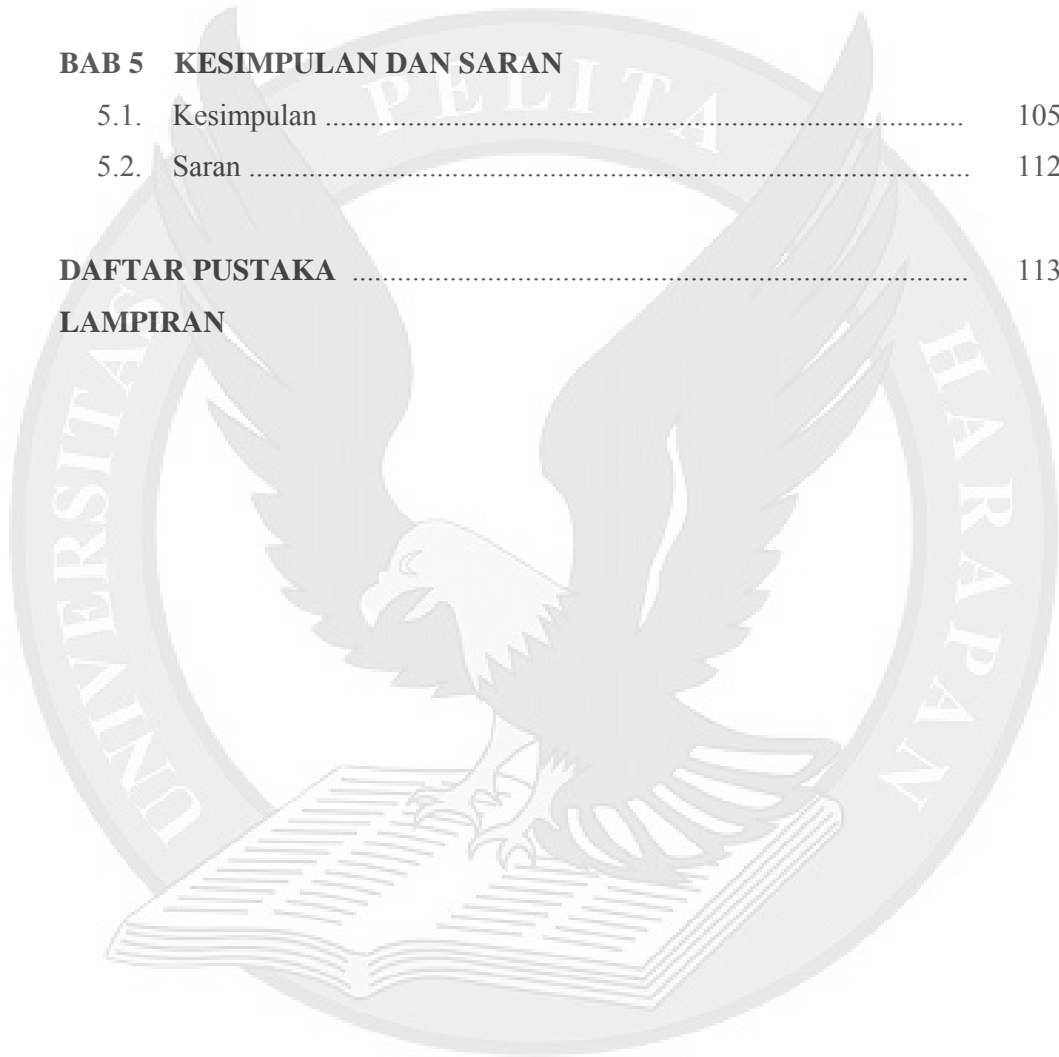 BAB 5 KESIMPULAN DAN SARAN
5.1. Kesimpulan ........................................................................................ 105
5.2. Saran ................................................................................................... 112
DAFTAR PUSTAKA .................................................................................... 113
LAMPIRAN
UNIVERSITAS PELITA HARAPAN